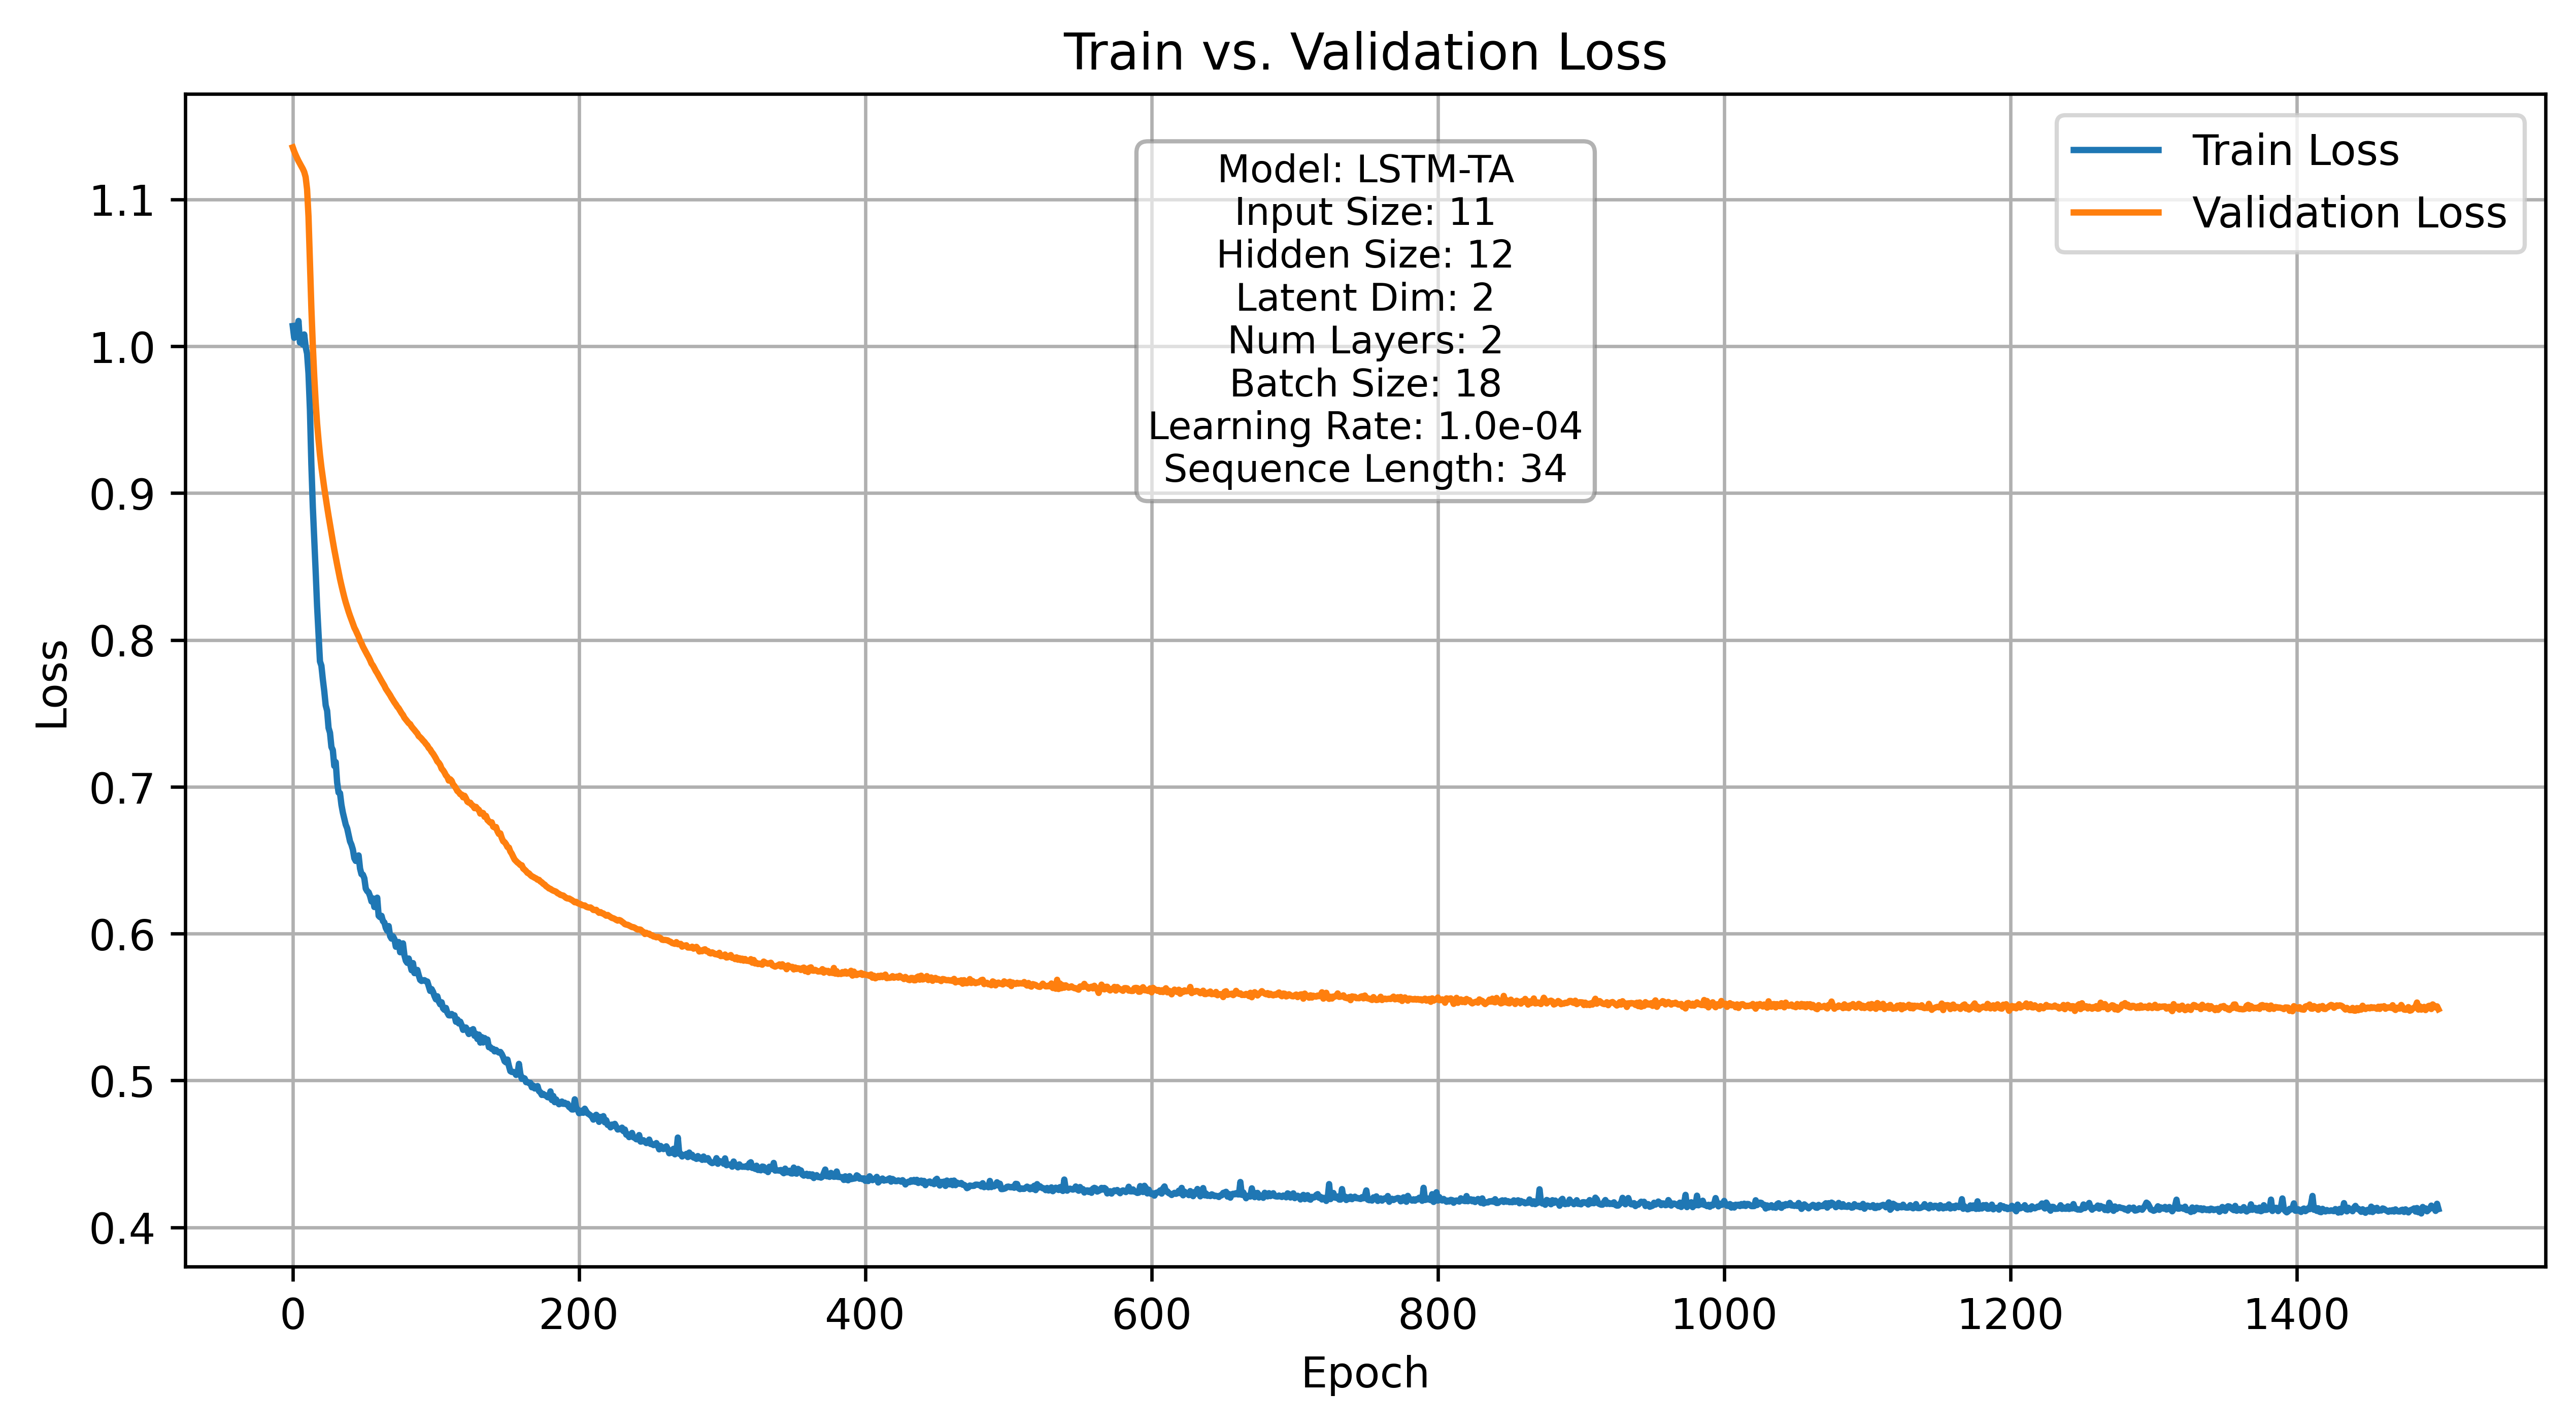 Train vs. Validation Loss
Train Loss
Validation Loss
Model: LSTM-TA
Input Size: 11
Hidden Size: 12
Latent Dim: 2
Num Layers: 2
Batch Size: 18
Learning Rate: 1.0e-04
Sequence Length: 34
Loss
1.1
1.0
0.9
0.8
0.7
0.6
0.5
0.4
0 200 400 600 800 1000 1200 1400
Epoch